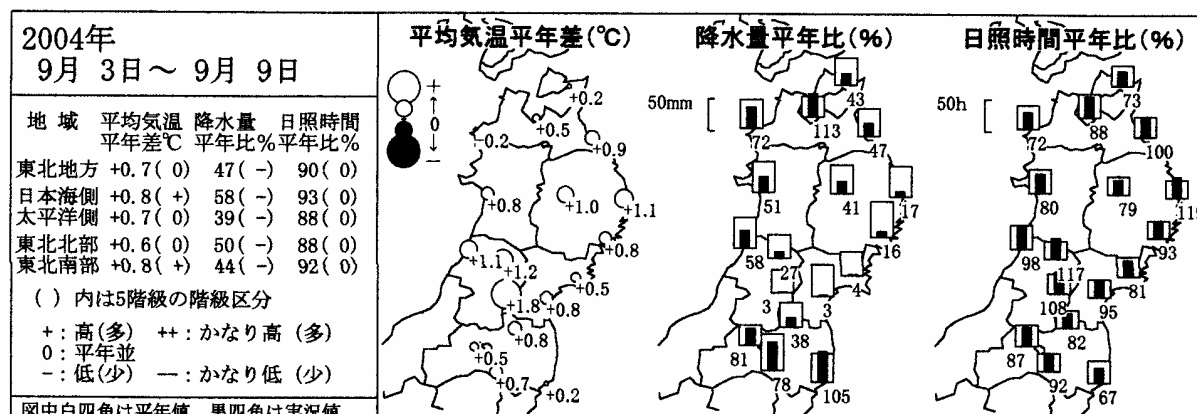 2004年
9月 3日～ 9月 9日
地 域 平均気温 降水量 日照時間
平年差℃ 平年比% 平年比%
東北地方 +0.7( 0) 47( -) 90( 0)
日本海側 +0.8( +) 58( -) 93( 0)
太平洋側 +0.7( 0) 39( -) 88( 0)
東北北部 +0.6( 0) 50( -) 88( 0)
東北南部 +0.8( +) 44( -) 92( 0)
( ) 内は5階級の階級区分
+：高(多) ++：かなり高 (多)
0：平年並
-：低(少) --：かなり低 (少)
図中白四角は平年値、黒四角は実況値
平均気温平年差(℃)
+
↑
0
↓
-
+0.2
+0.5
-0.2
+0.9
+0.8
+1.0
+1.1
+0.8
+1.1
+1.2
+0.5
+1.8
+0.8
+0.8
+0.5
+0.7
+0.2
降水量平年比(%)
50mm
43
113
72
47
51
41
17
16
58
27
4
3
3
38
81
78
105
日照時間平年比(%)
50h
73
88
72
100
80
79
119
93
98
117
81
108
95
82
87
92
67